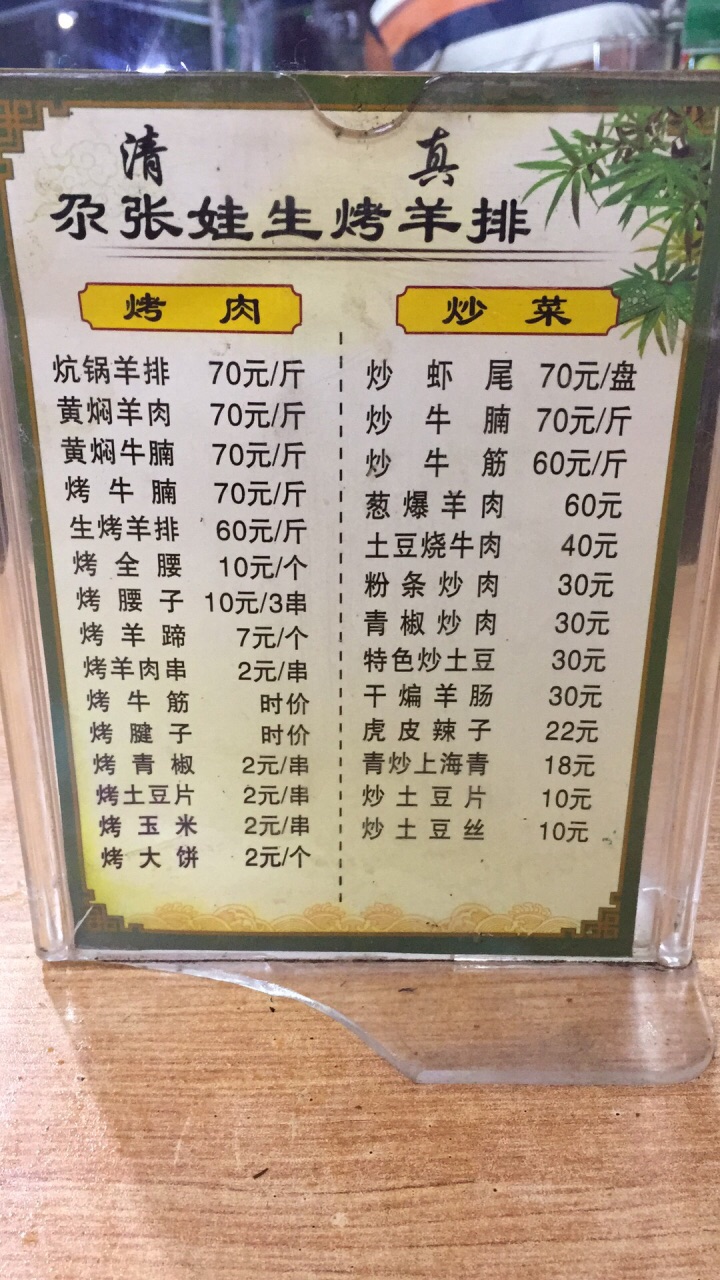 清真
尕张娃生烤羊排
烤肉
炕锅羊排 70元/斤
黄焖羊肉 70元/斤
黄焖牛腩 70元/斤
烤牛腩 70元/斤
生烤羊排 60元/斤
烤全腰 10元/个
烤腰子 10元/3串
烤羊蹄 7元/个
烤羊肉串 2元/串
烤牛筋 时价
烤腱子 时价
烤青椒 2元/串
烤土豆片 2元/串
烤玉米 2元/串
烤大饼 2元/个
炒菜
炒虾尾 70元/盘
炒牛腩 70元/斤
炒牛筋 60元/斤
葱爆羊肉 60元
土豆烧牛肉 40元
粉条炒肉 30元
青椒炒肉 30元
特色炒土豆 30元
干煸羊肠 30元
虎皮辣子 22元
青炒上海青 18元
炒土豆片 10元
炒土豆丝 10元